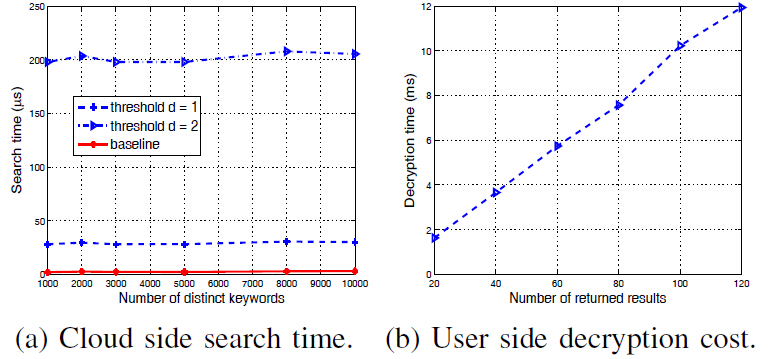 250
200
150
100
50
0
Search time (µs)
threshold d = 1
threshold d = 2
baseline
1000 2000 3000 4000 5000 6000 7000 8000 9000 10000
Number of distinct keywords
(a) Cloud side search time.
12
10
8
6
4
2
0
Decryption time (ms)
20 40 60 80 100 120
Number of returned results
(b) User side decryption cost.